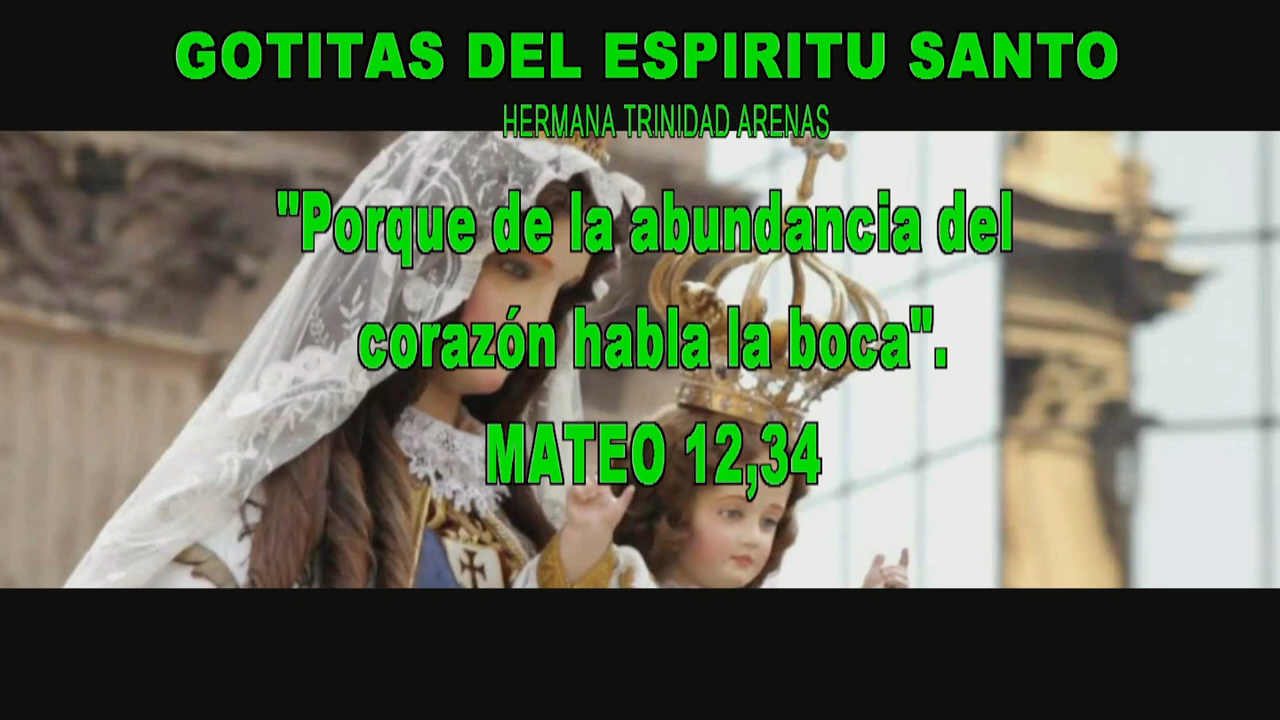 GOTITAS DEL ESPIRITU SANTO
HERMANA TRINIDAD ARENAS
"Porque de la abundancia del
corazón habla la boca".
MATEO 12,34